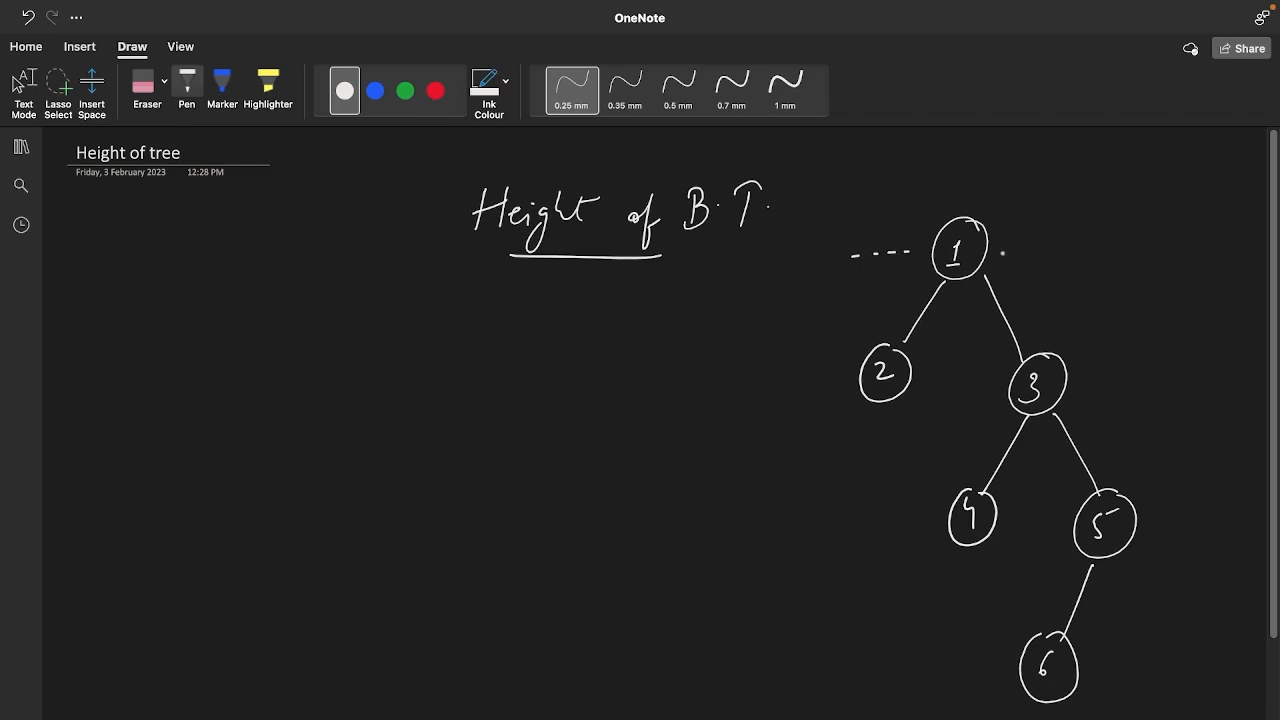 OneNote
Home Insert Draw View
Share
Text Mode
Lasso Select
Insert Space
Eraser
Pen
Marker
Highlighter
Ink Colour
0.25 mm
0.35 mm
0.5 mm
0.7 mm
1 mm
Height of tree
Friday, 3 February 2023 12:28 PM
Height of B.T.
1
2
3
4
5
6